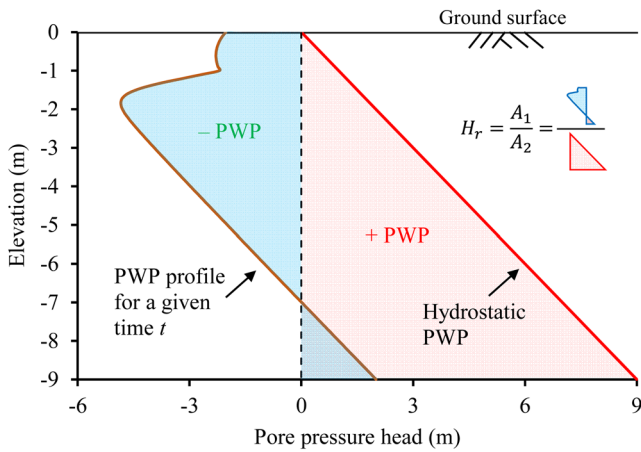 Ground surface
0
-1
-2
-3
-4
-5
-6
-7
-8
-9
Elevation (m)
– PWP
+ PWP
H_r = A_1/A_2 =
PWP profile
for a given
time t
Hydrostatic
PWP
-6 -3 0 3 6 9
Pore pressure head (m)